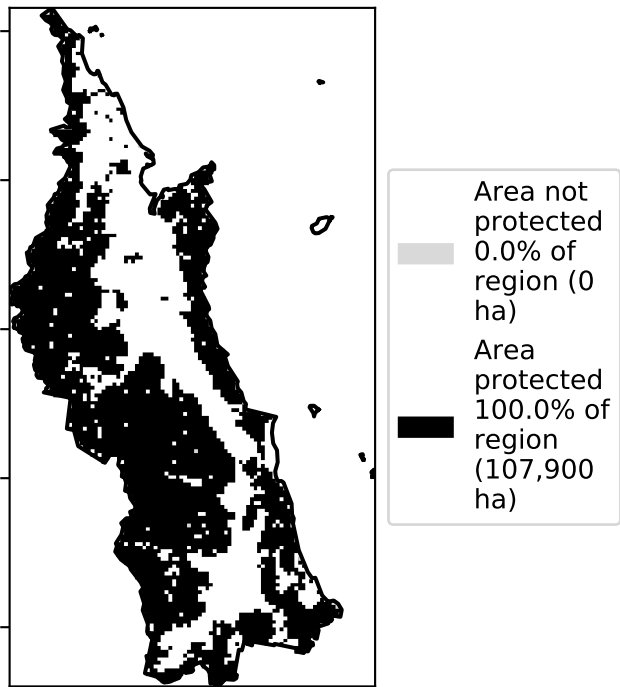 Area not
protected
0.0% of
region (0
ha)
Area
protected
100.0% of
region
(107,900
ha)